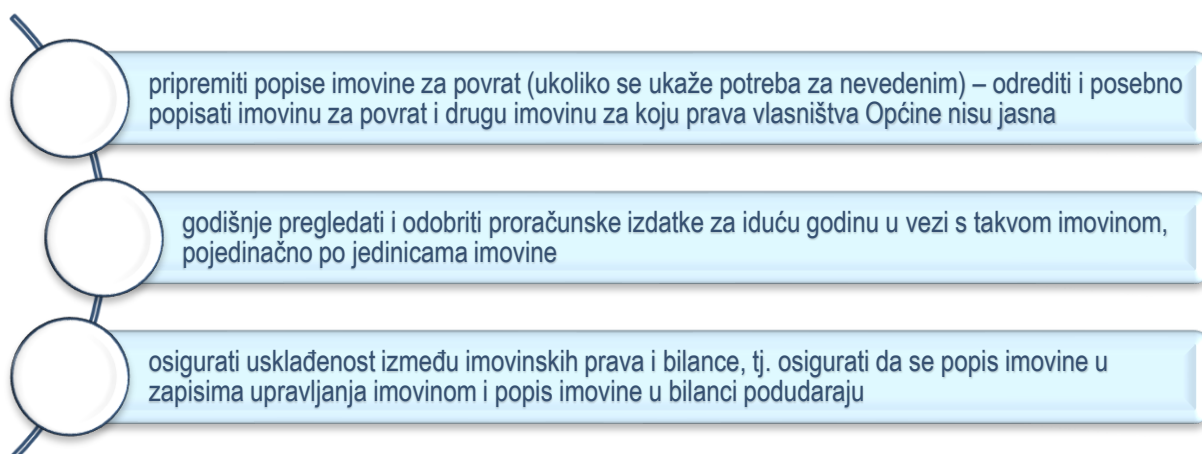 pripremiti popise imovine za povrat (ukoliko se ukaže potreba za nevedenim) – odrediti i posebno
popisati imovinu za povrat i drugu imovinu za koju prava vlasništva Općine nisu jasna
godišnje pregledati i odobriti proračunske izdatke za iduću godinu u vezi s takvom imovinom,
pojedinačno po jedinicama imovine
osigurati usklađenost između imovinskih prava i bilance, tj. osigurati da se popis imovine u
zapisima upravljanja imovinom i popis imovine u bilanci podudaraju